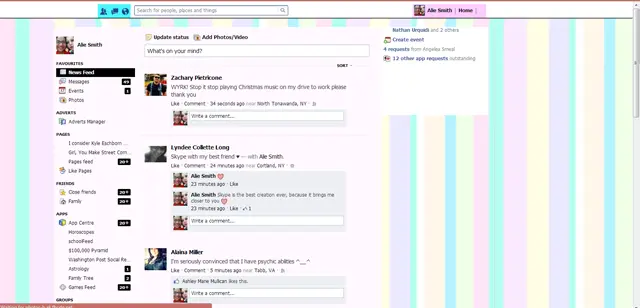 Search for people, places and things
Alie Smith
Home
Alie Smith
Update status
Add Photos/Video
What's on your mind?
SORT
FAVOURITES
News Feed
Messages 49
Events 1
Photos
ADVERTS
Adverts Manager
PAGES
I consider Kyle Eschborn ...
Girl, You Make Street Com...
Pages feed 20+
Like Pages
FRIENDS
Close friends 20+
Family 20+
APPS
App Centre 20+
Horoscopes
schoolFeed
$100,000 Pyramid
Washington Post Social Re...
Astrology 1
Family Tree 2
Games Feed 20+
GROUPS
Zachary Pietricone
WYRK! Stop it stop playing Christmas music on my drive to work please
thank you
Like · Comment · 34 seconds ago near North Tonawanda, NY ·
Write a comment...
Lyndee Collette Long
Skype with my best friend ♥ — with Alie Smith.
Like · Comment · 24 minutes ago near Cortland, NY ·
Alie Smith
23 minutes ago · Like
Alie Smith Skype is the best creation ever, because it brings me
closer to you
23 minutes ago · Like · 1
Write a comment...
Alaina Miller
I'm seriously convinced that I have psychic abilities ^__^
Like · Comment · 3 minutes ago near Tabb, VA ·
Ashley Marie Mullican likes this.
Write a comment...
Nathan Urquall and 2 others
Create event
4 requests from Angelea Smeal
12 other app requests outstanding